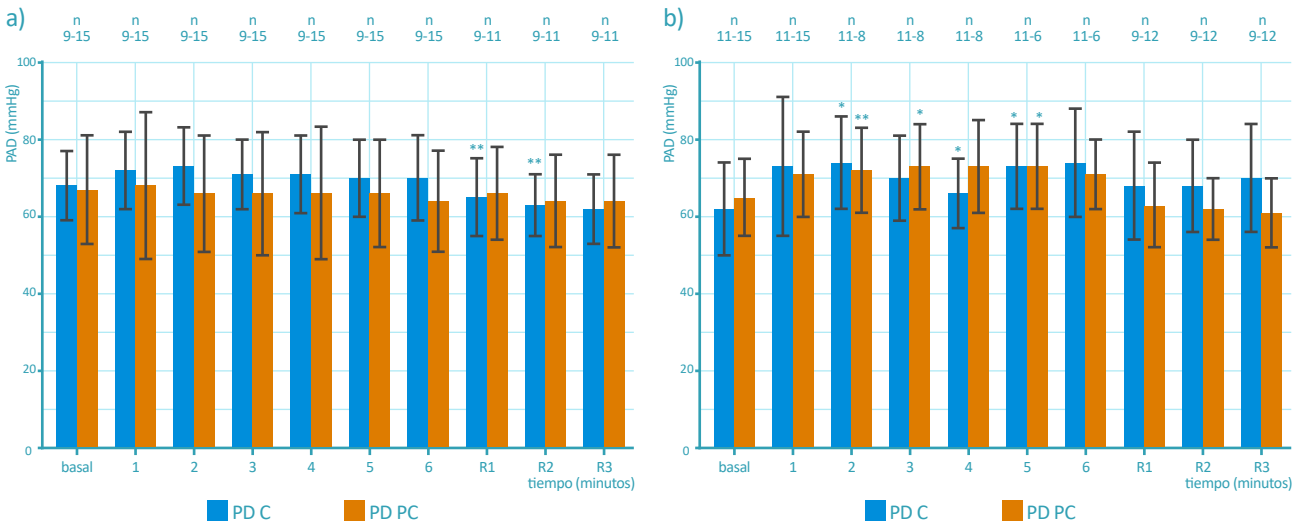 a)
n n n n n n n n n n
9-15 9-15 9-15 9-15 9-15 9-15 9-15 9-11 9-11 9-11
PAD (mmHg)
100
80
60
40
20
0
** **
basal 1 2 3 4 5 6 R1 R2 R3
tiempo (minutos)
PD C PD PC
b)
n n n n n n n n n n
11-15 11-15 11-8 11-8 11-8 11-6 11-6 9-12 9-12 9-12
PAD (mmHg)
100
80
60
40
20
0
* ** * * * *
basal 1 2 3 4 5 6 R1 R2 R3
tiempo (minutos)
PD C PD PC